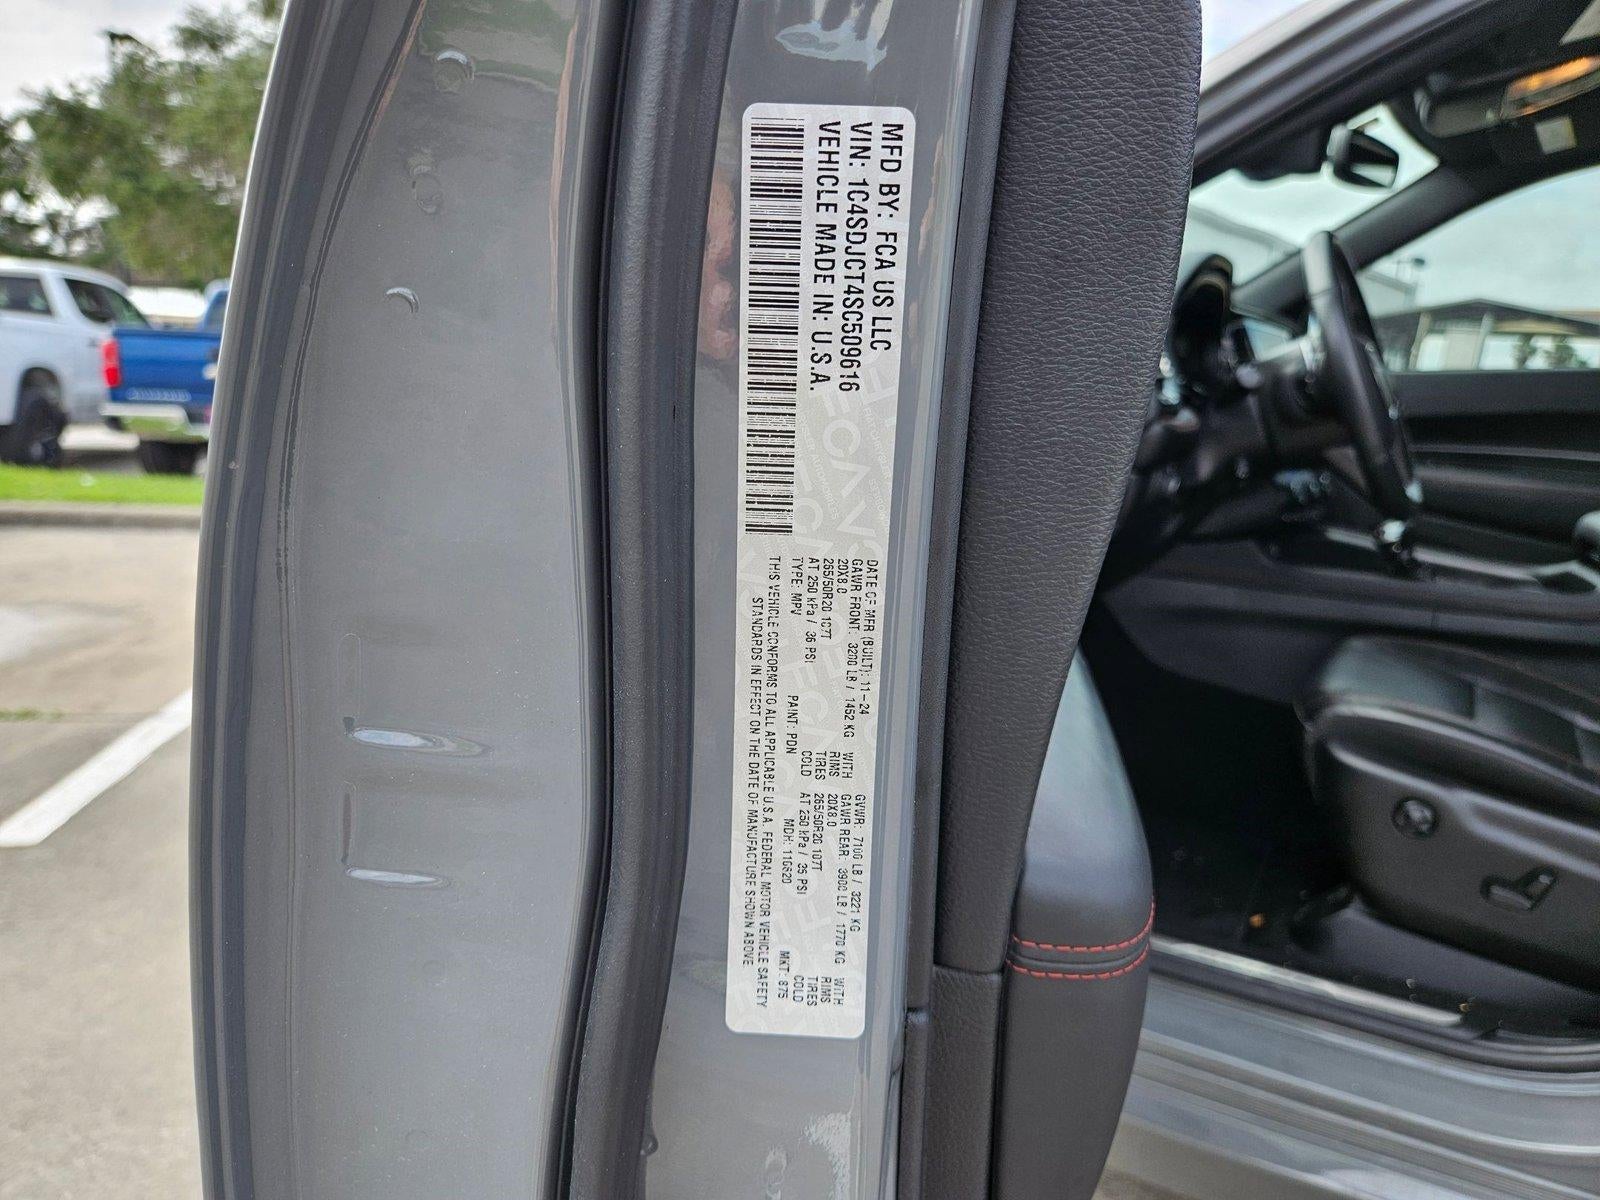 MFD BY: FCA US LLC
VIN: 1C4SDJCT4SC509616
VEHICLE MADE IN: U.S.A.
DATE OF MFR (BUILT): 11-24 GVWR: 7100 LB / 3221 KG
GAWR FRONT: 3200 LB / 1452 KG WITH GAWR REAR: 3900 LB / 1770 KG WITH
20X8.0 RIMS 20X8.0 RIMS
265/50R20 107T TIRES 265/50R20 107T TIRES
AT 250 kPa / 36 PSI COLD AT 250 kPa / 36 PSI COLD
TYPE: MPV PAINT: PDN MDH: 110620 MKT: 875
THIS VEHICLE CONFORMS TO ALL APPLICABLE U.S.A. FEDERAL MOTOR VEHICLE SAFETY
STANDARDS IN EFFECT ON THE DATE OF MANUFACTURE SHOWN ABOVE